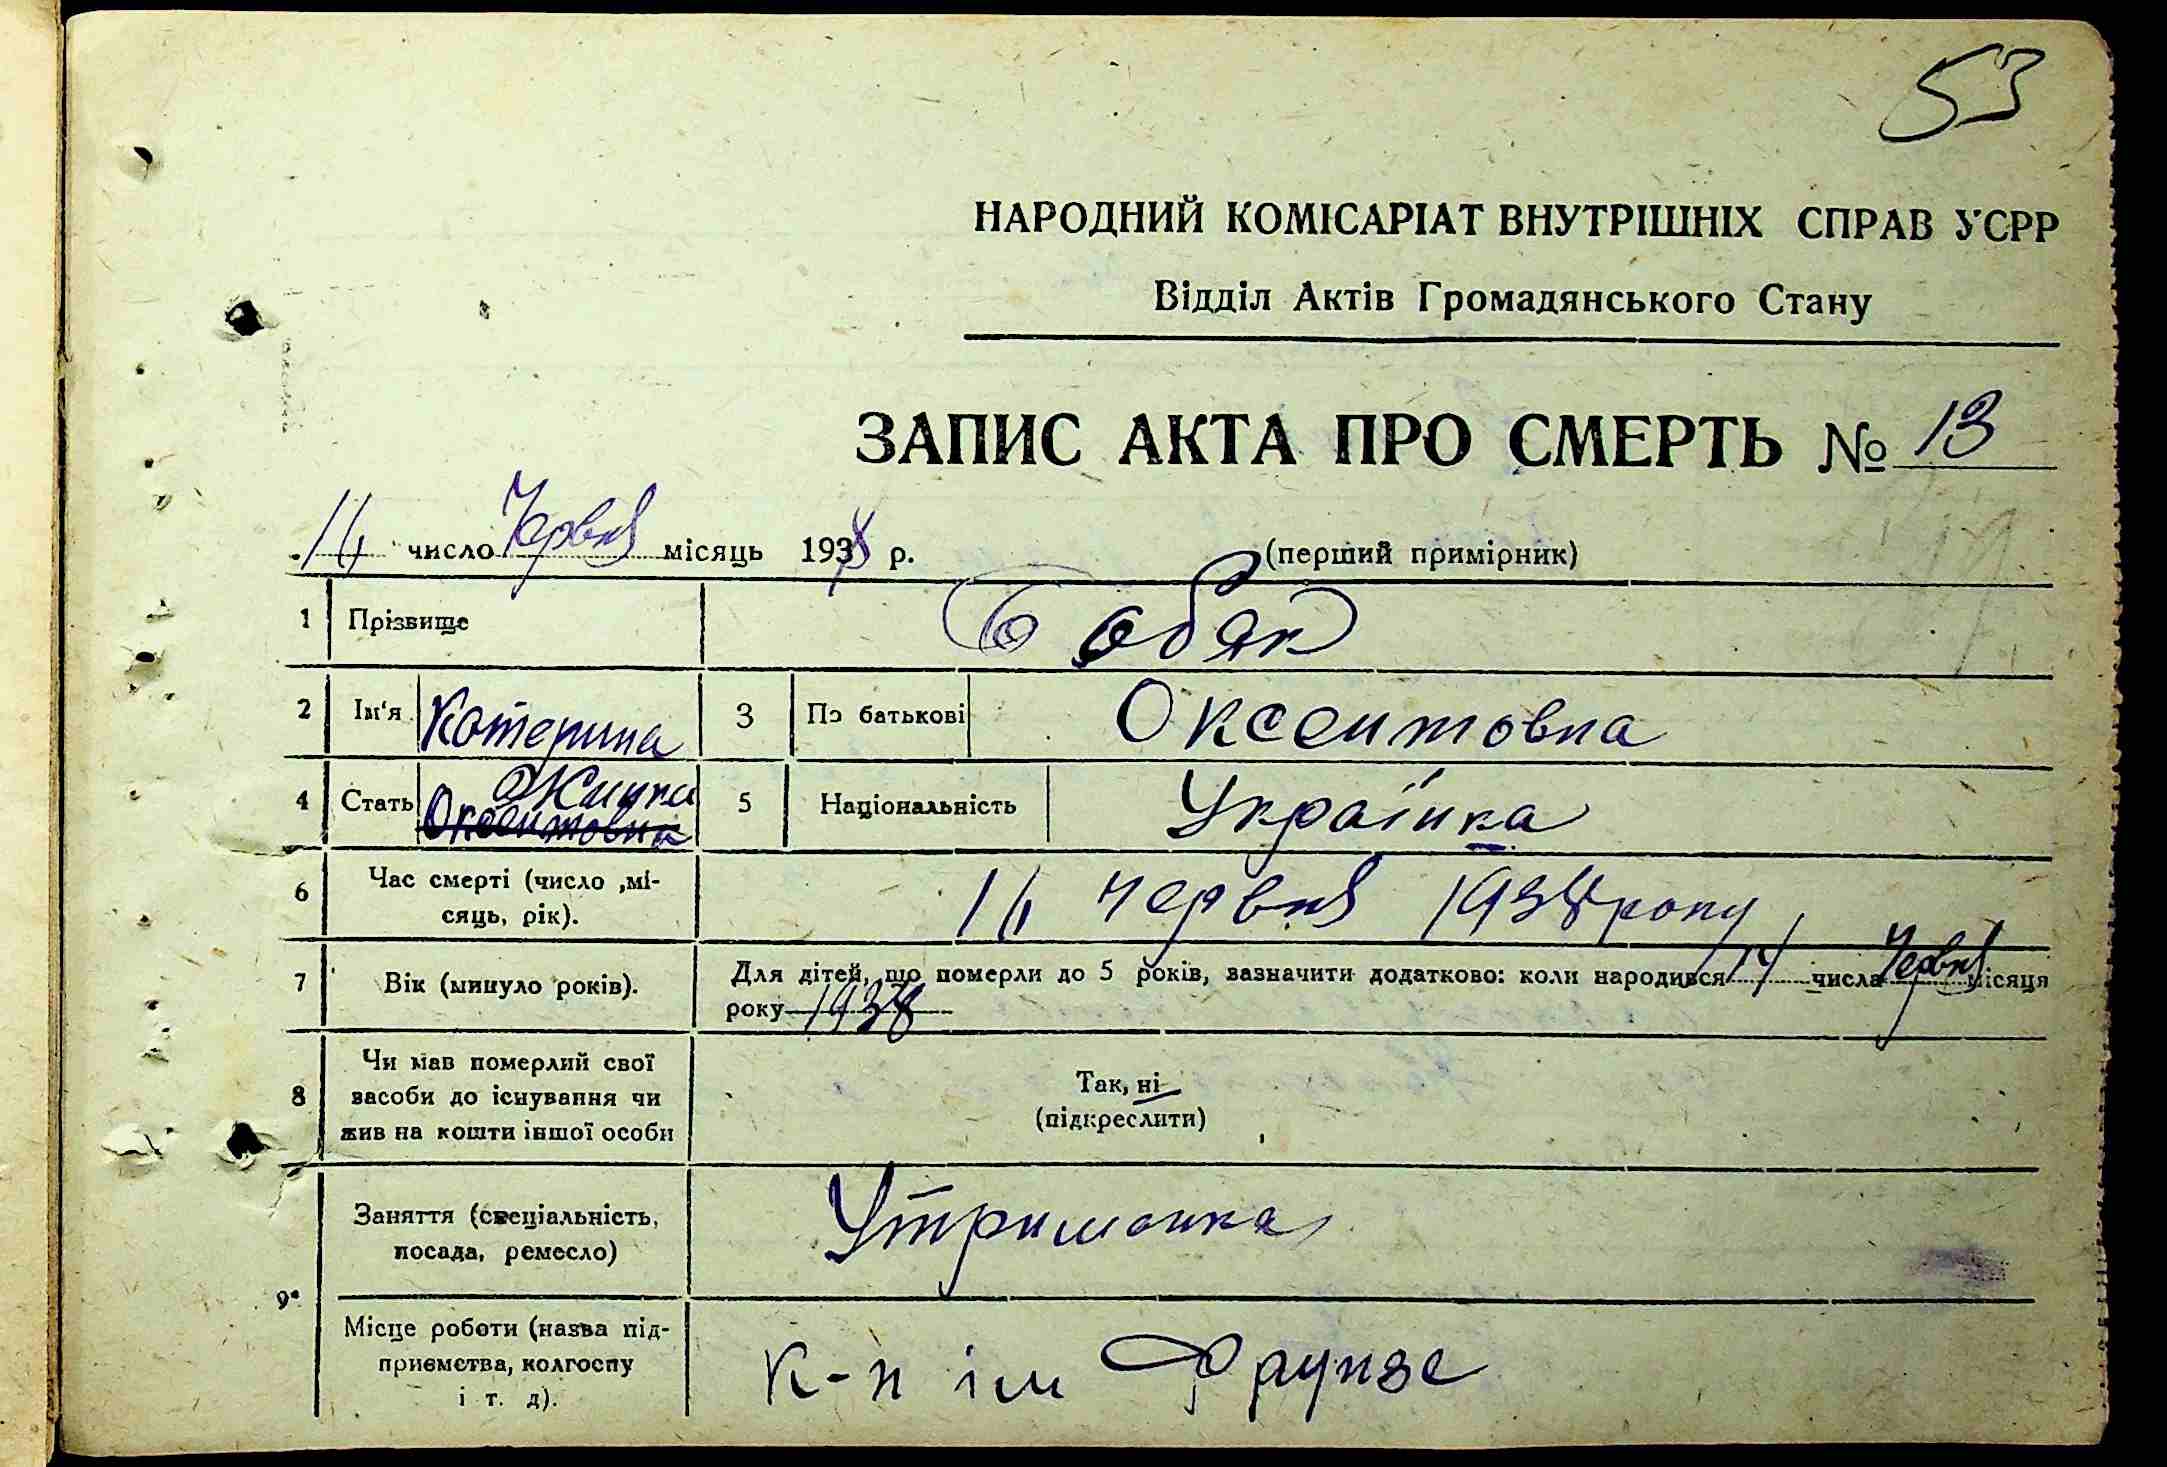 53
НАРОДНИЙ КОМІСАРІАТ ВНУТРІШНІХ СПРАВ УСРР
Відділ Актів Громадянського Стану
ЗАПИС АКТА ПРО СМЕРТЬ № 13
16 число Червня місяць 1938 р. (перший примірник)
1 Прізвище Бобяк
2 Ім'я Котерина 3 По батькові Оксентовна
4 Стать Жинка Оксентовна 5 Національність Українка
6 Час смерті (число ,мі-
сяць, рік). 16 червня 1938 року
7 Вік (минуло років). Для дітей, що померли до 5 років, зазначити додатково: коли народився 14 числа Червня місяця
року 1938
8 Чи мав померлий свої
засоби до існування чи
жив на кошти іншої особи
Так, ні
(підкреслити)
9 Заняття (спеціальність,
посада, ремесло) Утриманка
Місце роботи (назва під-
приємства, колгоспу
і т. д). к-п ім Фрунзе